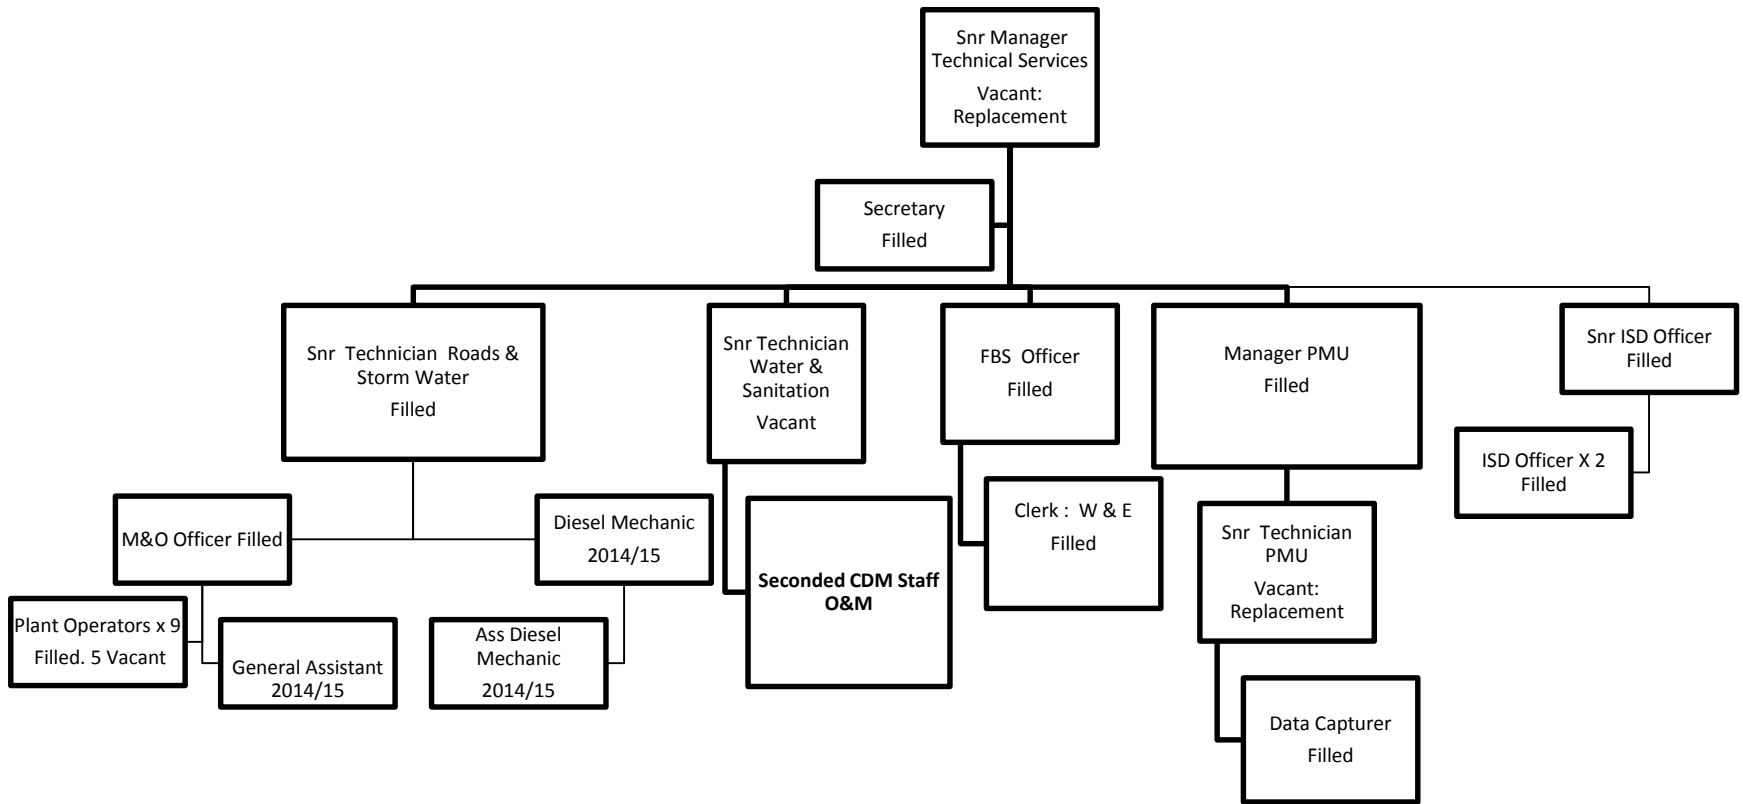 Snr Manager
Technical Services
Vacant:
Replacement
Secretary
Filled
Snr Technician Roads &
Storm Water
Filled
Snr Technician
Water &
Sanitation
Vacant
FBS Officer
Filled
Manager PMU
Filled
Snr ISD Officer
Filled
M&O Officer Filled
Diesel Mechanic
2014/15
Seconded CDM Staff
O&M
Clerk : W & E
Filled
Snr Technician
PMU
Vacant:
Replacement
ISD Officer X 2
Filled
Plant Operators x 9
Filled. 5 Vacant
General Assistant
2014/15
Ass Diesel
Mechanic
2014/15
Data Capturer
Filled